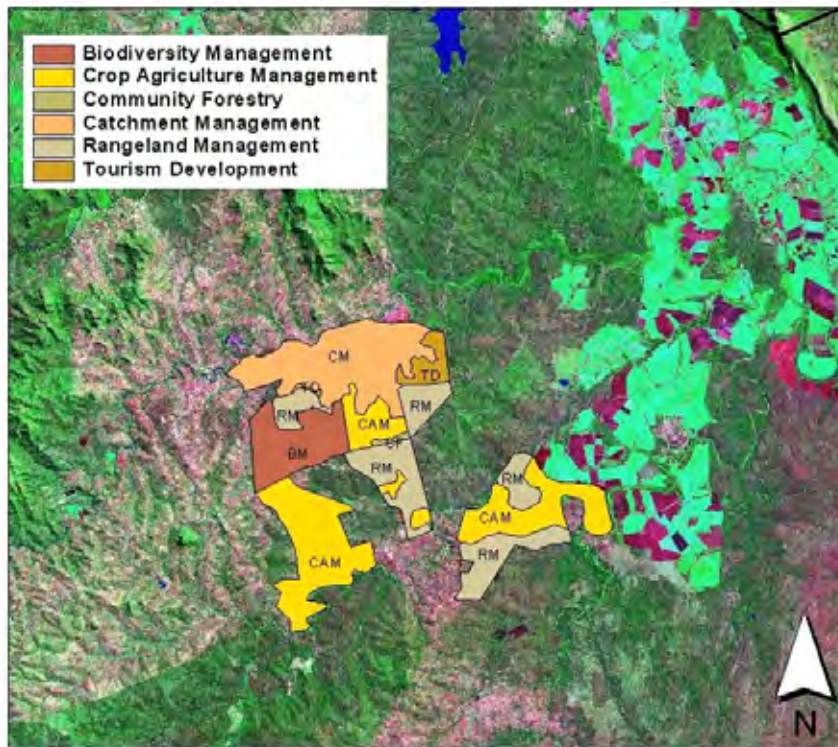 Biodiversity Management
Crop Agriculture Management
Community Forestry
Catchment Management
Rangeland Management
Tourism Development
CM
TD
RM
RM
CAM
BM
RM
RM
CAM
CAM
RM
N